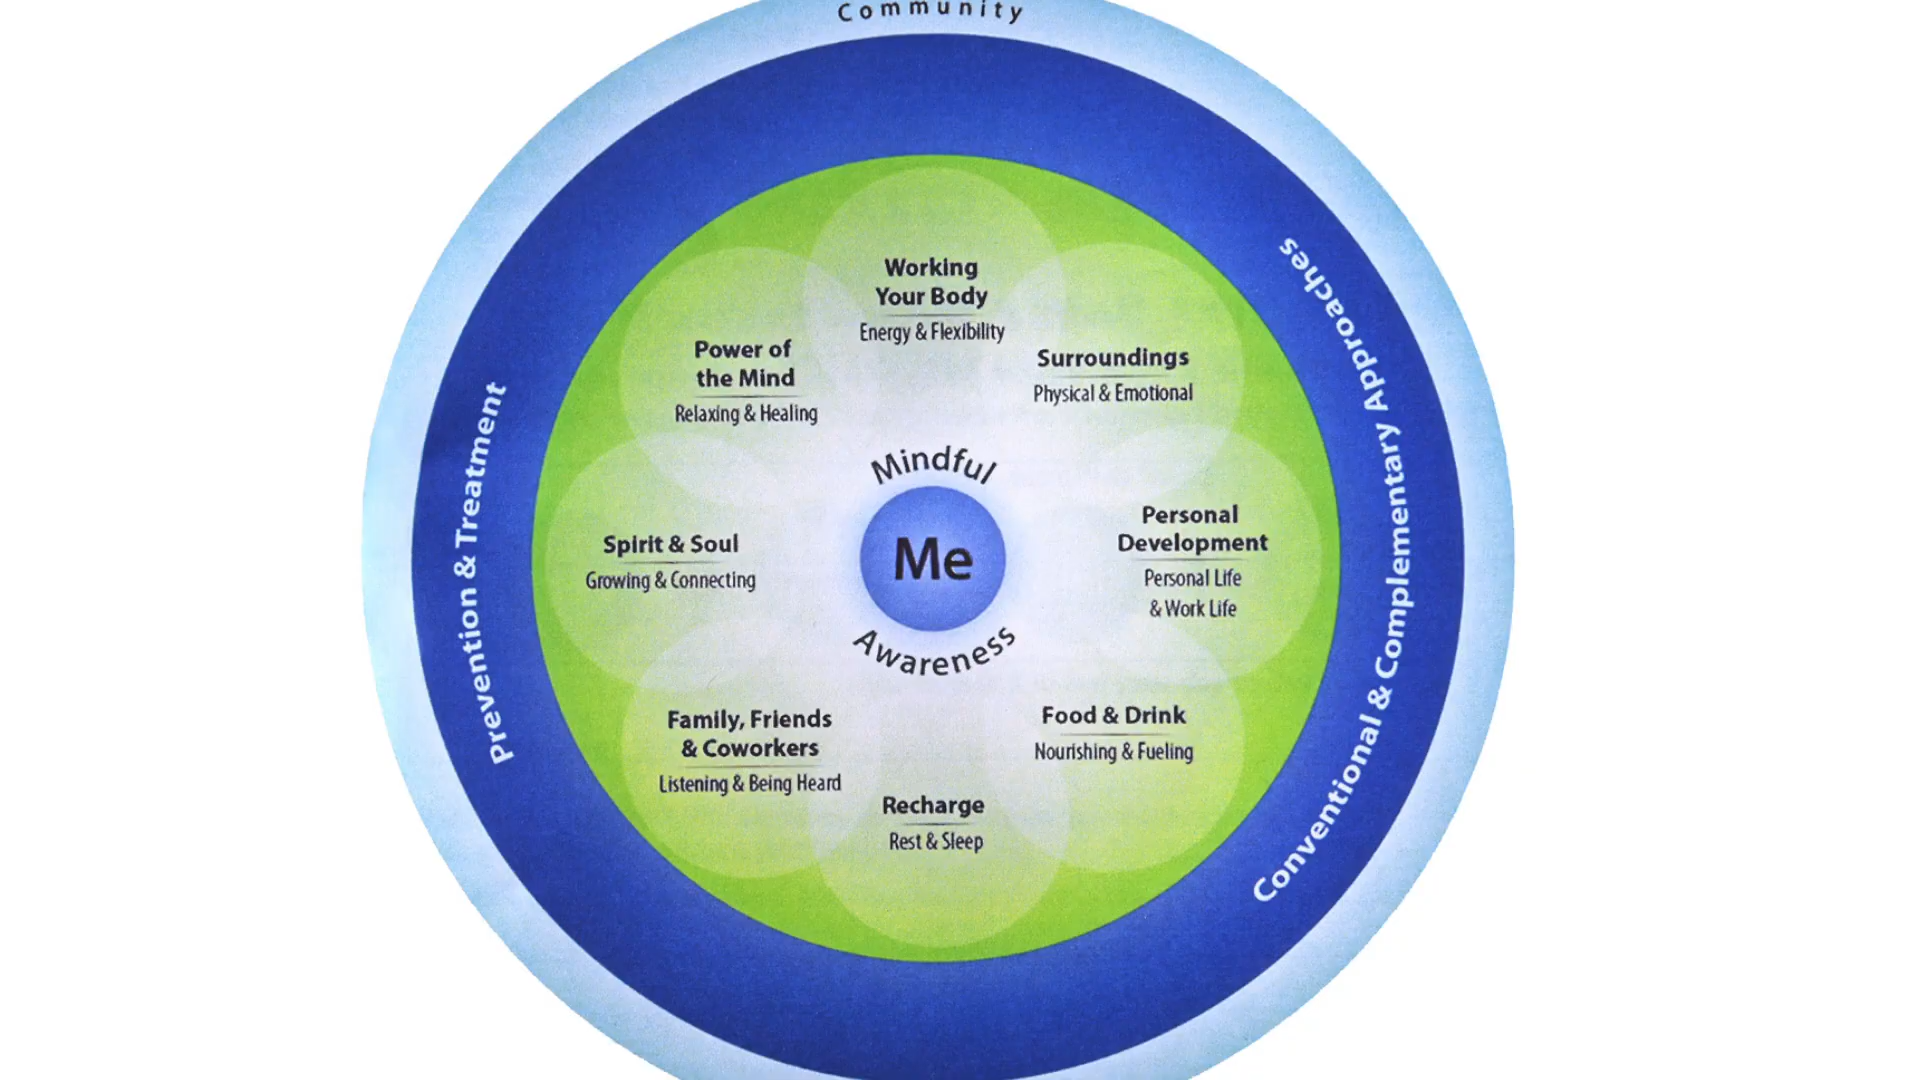 Community
Prevention & Treatment
Conventional & Complementary Approaches
Working
Your Body
Energy & Flexibility
Surroundings
Physical & Emotional
Personal
Development
Personal Life
& Work Life
Food & Drink
Nourishing & Fueling
Recharge
Rest & Sleep
Family, Friends
& Coworkers
Listening & Being Heard
Spirit & Soul
Growing & Connecting
Power of
the Mind
Relaxing & Healing
Mindful
Me
Awareness